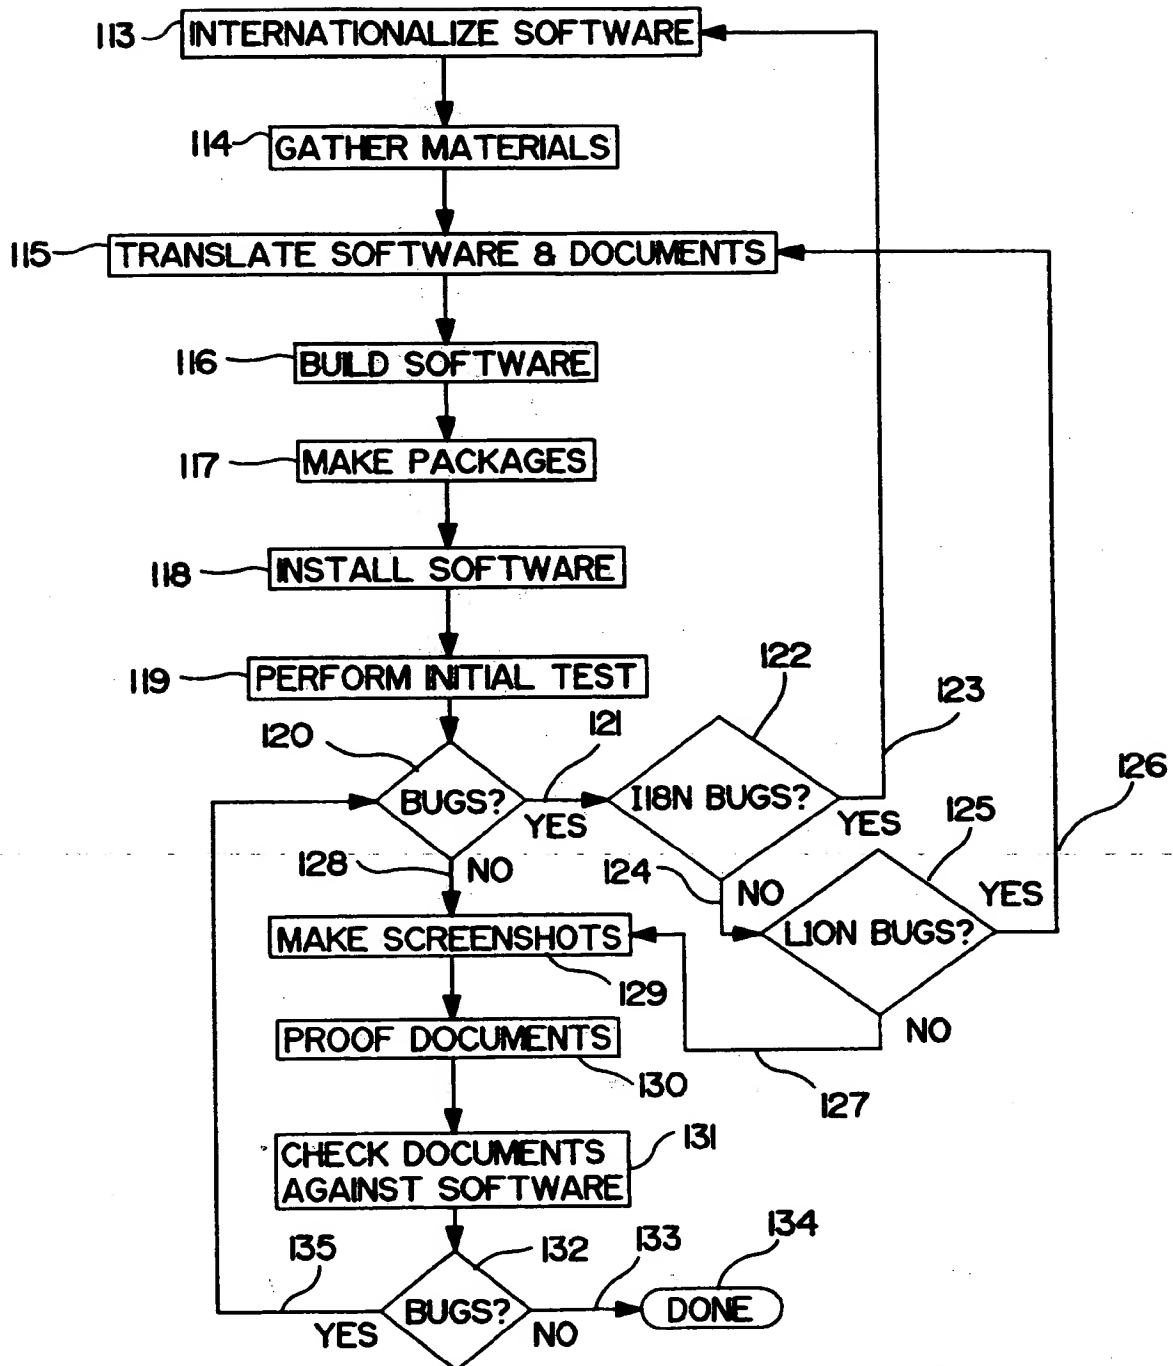 113
INTERNATIONALIZE SOFTWARE
114
GATHER MATERIALS
115
TRANSLATE SOFTWARE & DOCUMENTS
116
BUILD SOFTWARE
117
MAKE PACKAGES
118
INSTALL SOFTWARE
119
PERFORM INITIAL TEST
120
BUGS?
121
YES
122
I18N BUGS?
YES
123
124
NO
125
L10N BUGS?
YES
126
NO
127
128
NO
MAKE SCREENSHOTS
129
PROOF DOCUMENTS
130
CHECK DOCUMENTS
AGAINST SOFTWARE
131
132
BUGS?
135
YES
NO
133
134
DONE